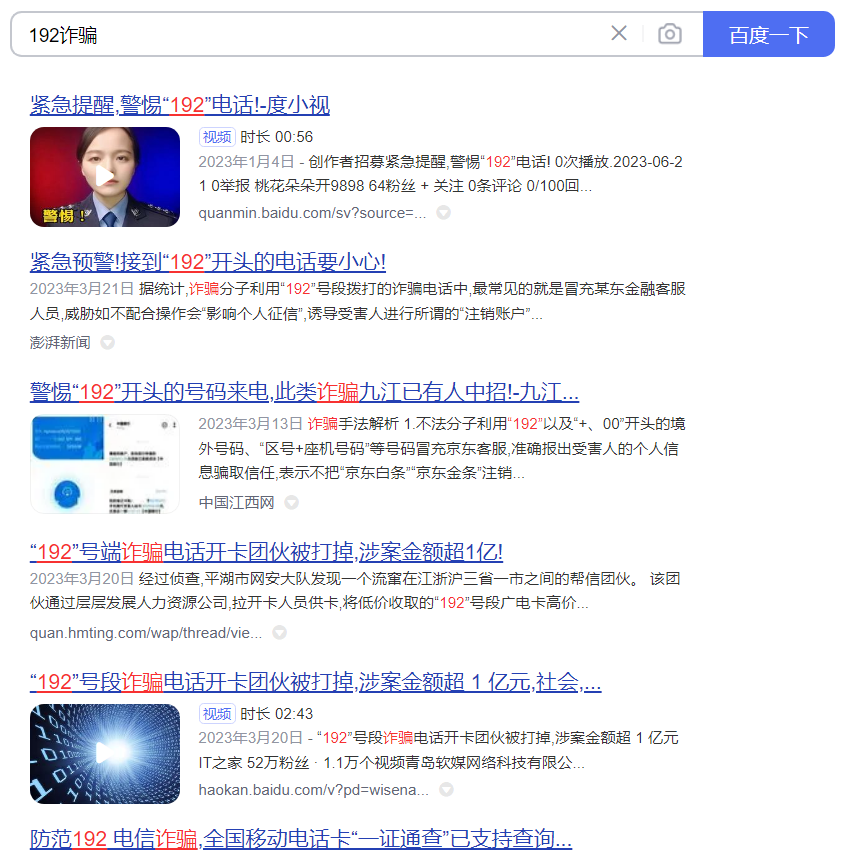 192诈骗
百度一下
紧急提醒,警惕“192”电话!-度小视
警惕！
视频 时长 00:56
2023年1月4日 - 创作者招募紧急提醒,警惕“192”电话! 0次播放.2023-06-2
1 0举报 桃花朵朵开9898 64粉丝 + 关注 0条评论 0/100回...
quanmin.baidu.com/sv?source=...
紧急预警!接到“192”开头的电话要小心!
2023年3月21日 据统计,诈骗分子利用“192”号段拨打的诈骗电话中,最常见的就是冒充某东金融客服
人员,威胁如不配合操作会“影响个人征信”,诱导受害人进行所谓的“注销账户”...
澎湃新闻
警惕“192”开头的号码来电,此类诈骗九江已有人中招!-九江...
2023年3月13日 诈骗手法解析 1.不法分子利用“192”以及“+、00”开头的境
外号码、“区号+座机号码”等号码冒充京东客服,准确报出受害人的个人信
息骗取信任,表示不把“京东白条”“京东金条”注销...
中国江西网
“192”号端诈骗电话开卡团伙被打掉,涉案金额超1亿!
2023年3月20日 经过侦查,平湖市网安大队发现一个流窜在江浙沪三省一市之间的帮信团伙。 该团
伙通过层层发展人力资源公司,拉开卡人员供卡,将低价收取的“192”号段广电卡高价...
quan.hmting.com/wap/thread/vie...
“192”号段诈骗电话开卡团伙被打掉,涉案金额超 1 亿元,社会,...
视频 时长 02:43
2023年3月20日 - “192”号段诈骗电话开卡团伙被打掉,涉案金额超 1 亿元
IT之家 52万粉丝 · 1.1万个视频青岛软媒网络科技有限公...
haokan.baidu.com/v?pd=wisena...
防范192 电信诈骗,全国移动电话卡“一证通查”已支持查询...